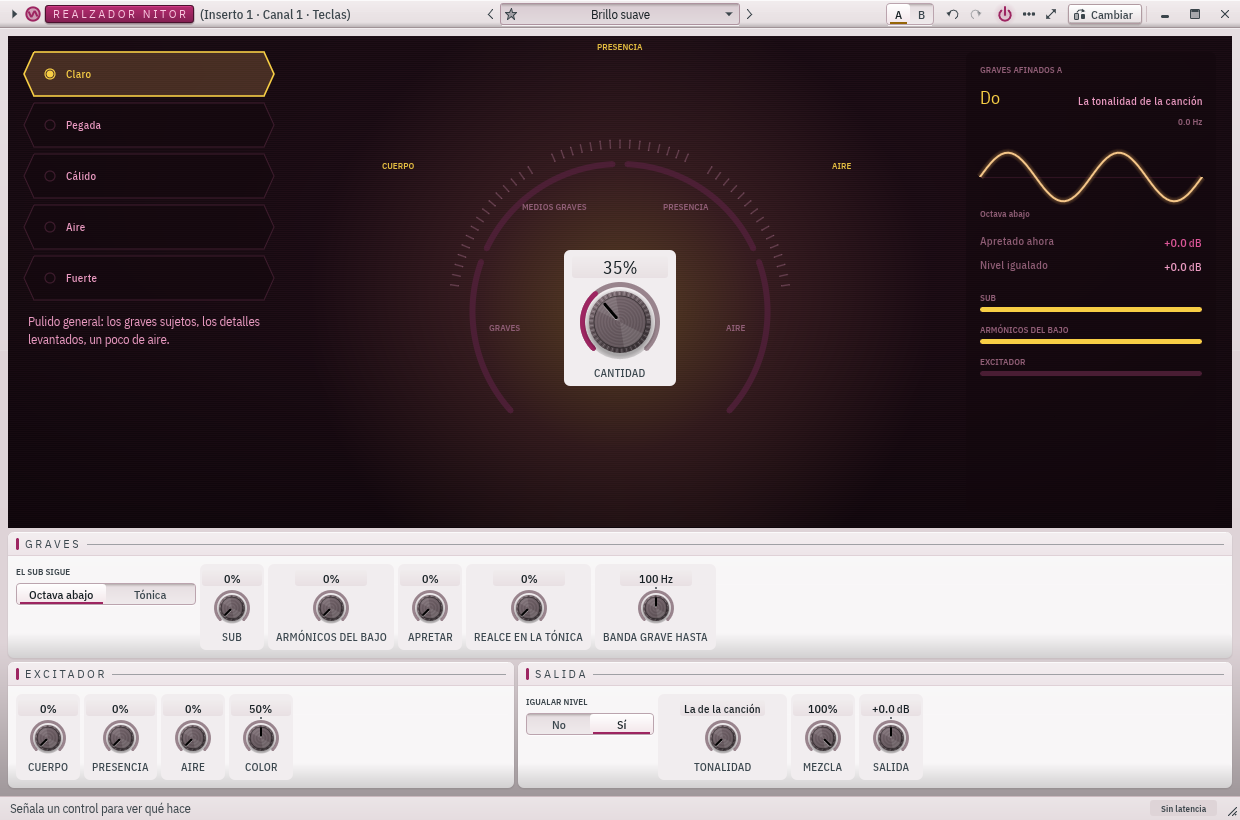 REALZADOR NITOR (Inserto 1 · Canal 1 · Teclas)
Brillo suave
A B
Cambiar
Claro
Pegada
Cálido
Aire
Fuerte
Pulido general: los graves sujetos, los detalles
levantados, un poco de aire.
PRESENCIA
CUERPO
AIRE
MEDIOS GRAVES
PRESENCIA
GRAVES
AIRE
35%
CANTIDAD
GRAVES AFINADOS A
Do
La tonalidad de la canción
0.0 Hz
Octava abajo
Apretado ahora +0.0 dB
Nivel igualado +0.0 dB
SUB
ARMÓNICOS DEL BAJO
EXCITADOR
GRAVES
EL SUB SIGUE
Octava abajo Tónica
0% 0% 0% 0% 100 Hz
SUB ARMÓNICOS DEL BAJO APRETAR REALCE EN LA TÓNICA BANDA GRAVE HASTA
EXCITADOR
0% 0% 0% 50%
CUERPO PRESENCIA AIRE COLOR
SALIDA
IGUALAR NIVEL
No Sí
La de la canción 100% +0.0 dB
TONALIDAD MEZCLA SALIDA
Señala un control para ver qué hace
Sin latencia